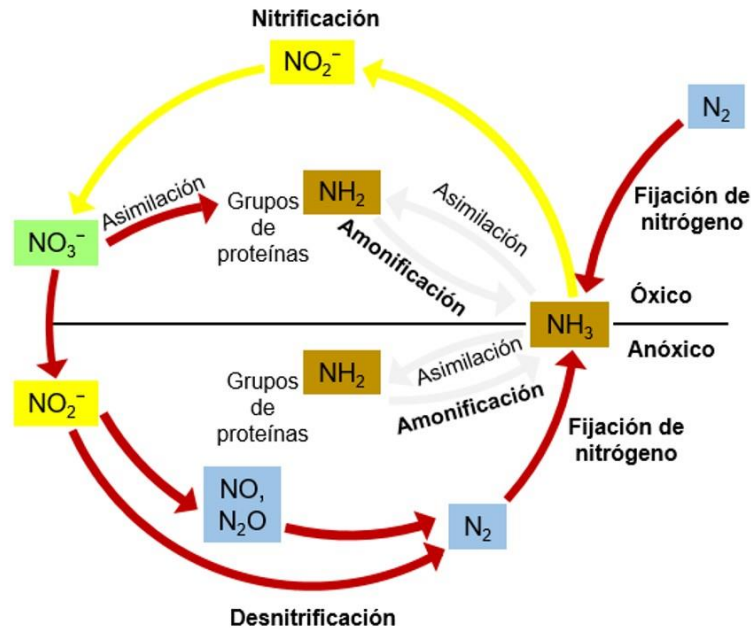 Nitrificación
NO₂⁻
N₂
Asimilación
Grupos
de
proteínas
NH₂
Asimilación
Amonificación
Fijación de
nitrógeno
NO₃⁻
Óxico
NH₃
Anóxico
Grupos
de
proteínas
NH₂
Asimilación
Amonificación
NO₂⁻
Fijación de
nitrógeno
NO,
N₂O
N₂
Desnitrificación